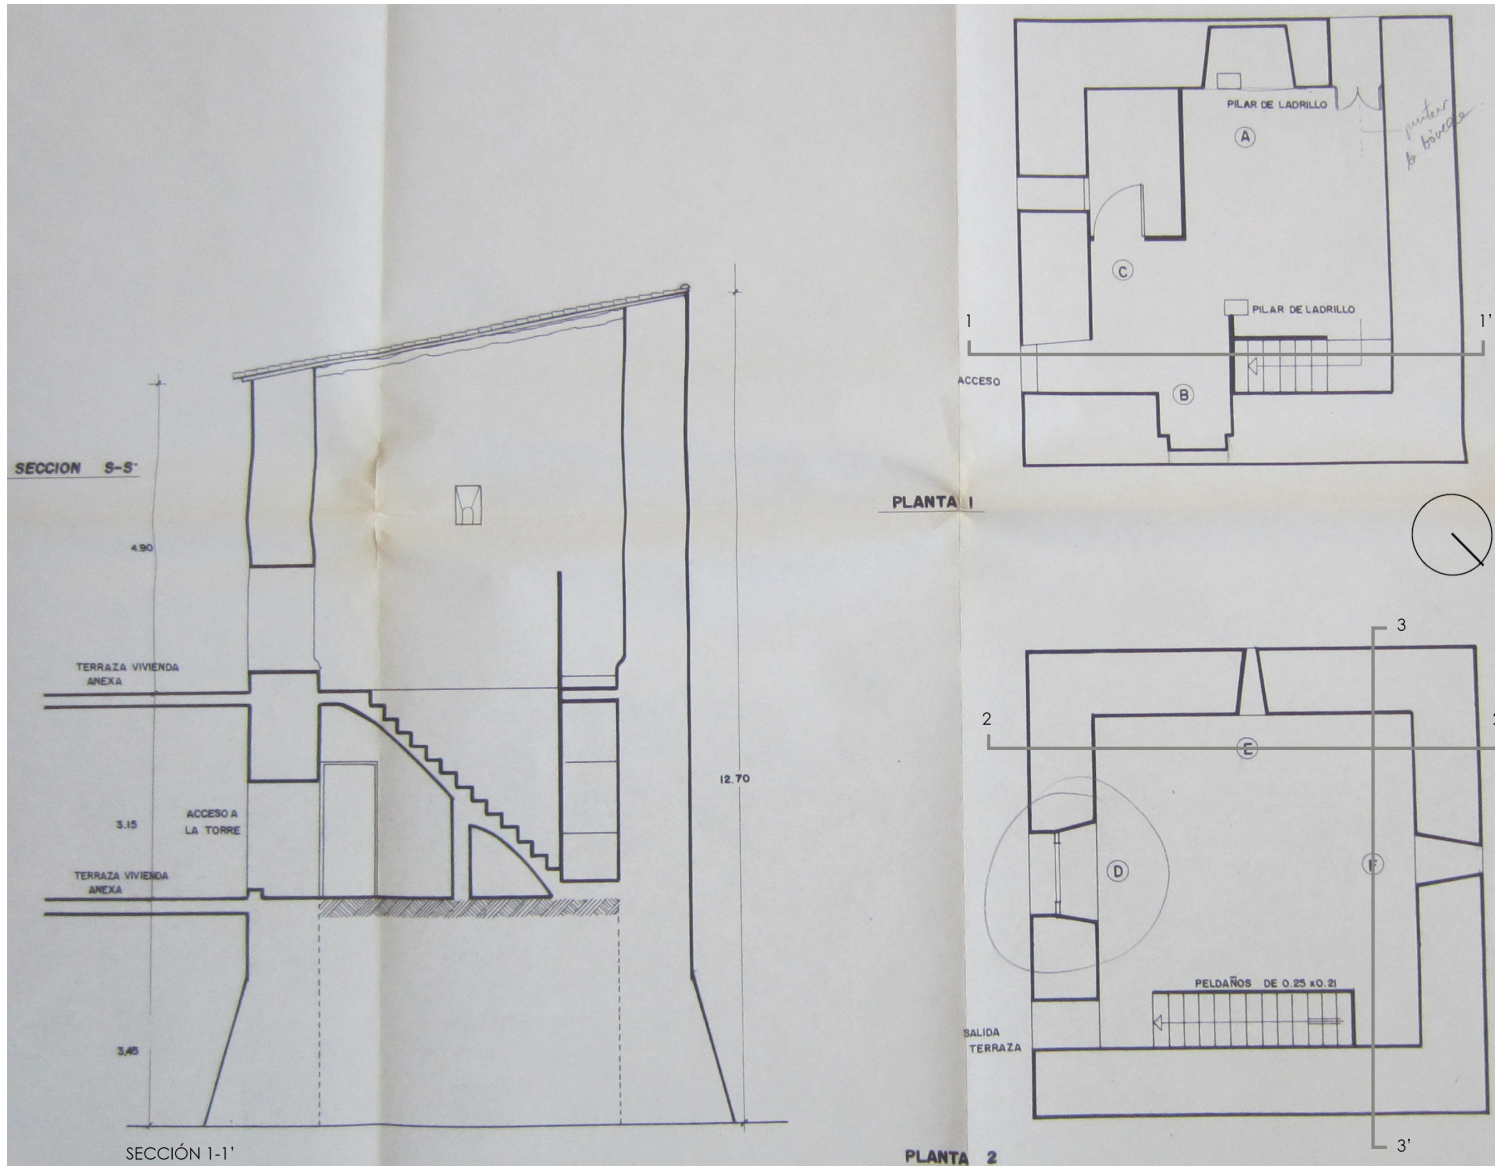 SECCION S-S'
4.90
TERRAZA VIVIENDA
ANEXA
ACCESO A
LA TORRE
3.15
TERRAZA VIVIENDA
ANEXA
3,45
12.70
SECCIÓN 1-1'
PILAR DE LADRILLO
A
C
PILAR DE LADRILLO
1
1'
ACCESO
B
PLANTA 1
3
2
E
D
F
PELDAÑOS DE 0.25 x0.21
SALIDA
TERRAZA
3'
PLANTA 2